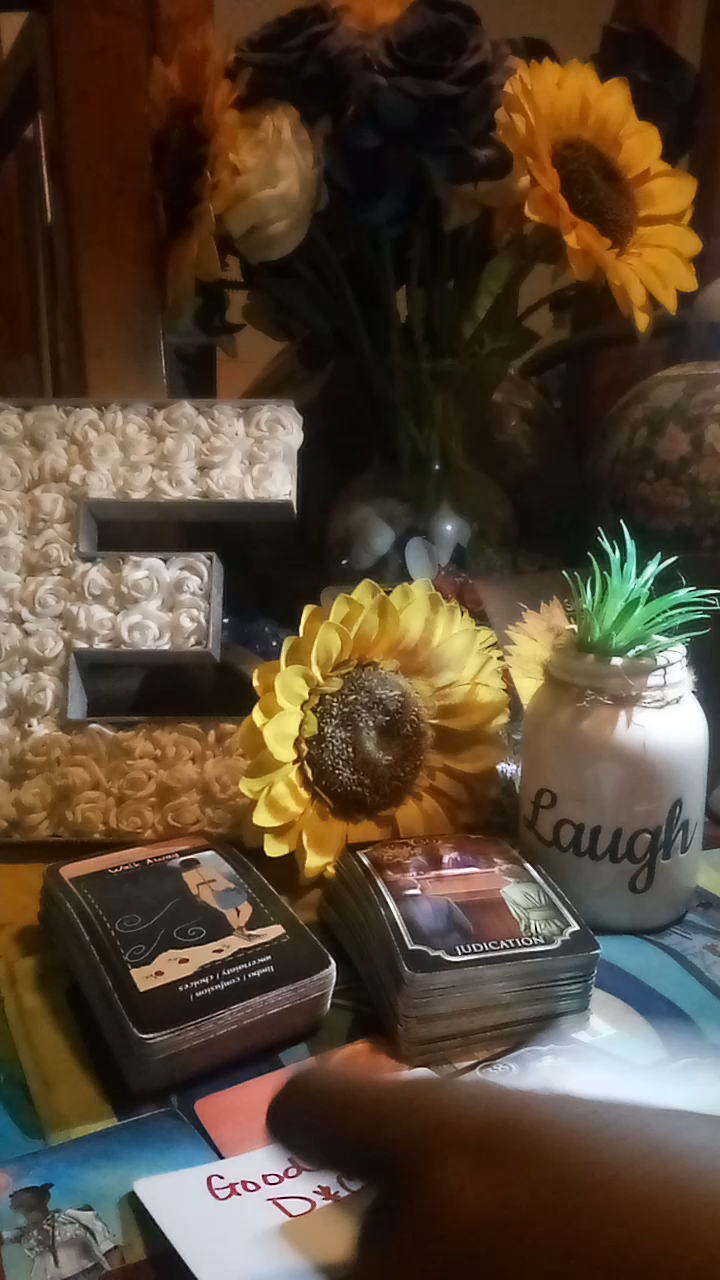 Laugh
Walk Away
limbo / confusion /
uncertainty / choices
JUDICATION
Good